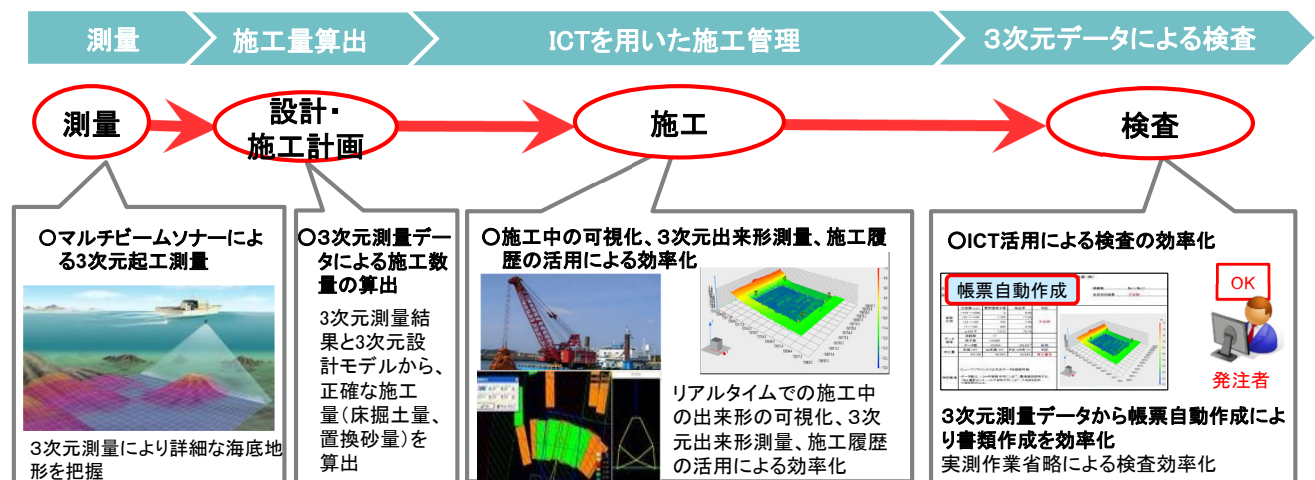 測量
施工量算出
ICTを用いた施工管理
3次元データによる検査
測量
設計・
施工計画
施工
検査
○マルチビームソナーによ
る3次元起工測量
3次元測量により詳細な海底地
形を把握
○3次元測量デー
タによる施工数
量の算出
3次元測量結
果と3次元設
計モデルから、
正確な施工
量(床掘土量、
置換砂量)を
算出
○施工中の可視化、3次元出来形測量、施工履
歴の活用による効率化
リアルタイムでの施工中
の出来形の可視化、3次
元出来形測量、施工履歴
の活用による効率化
○ICT活用による検査の効率化
帳票自動作成
OK
発注者
3次元測量データから帳票自動作成によ
り書類作成を効率化
実測作業省略による検査効率化